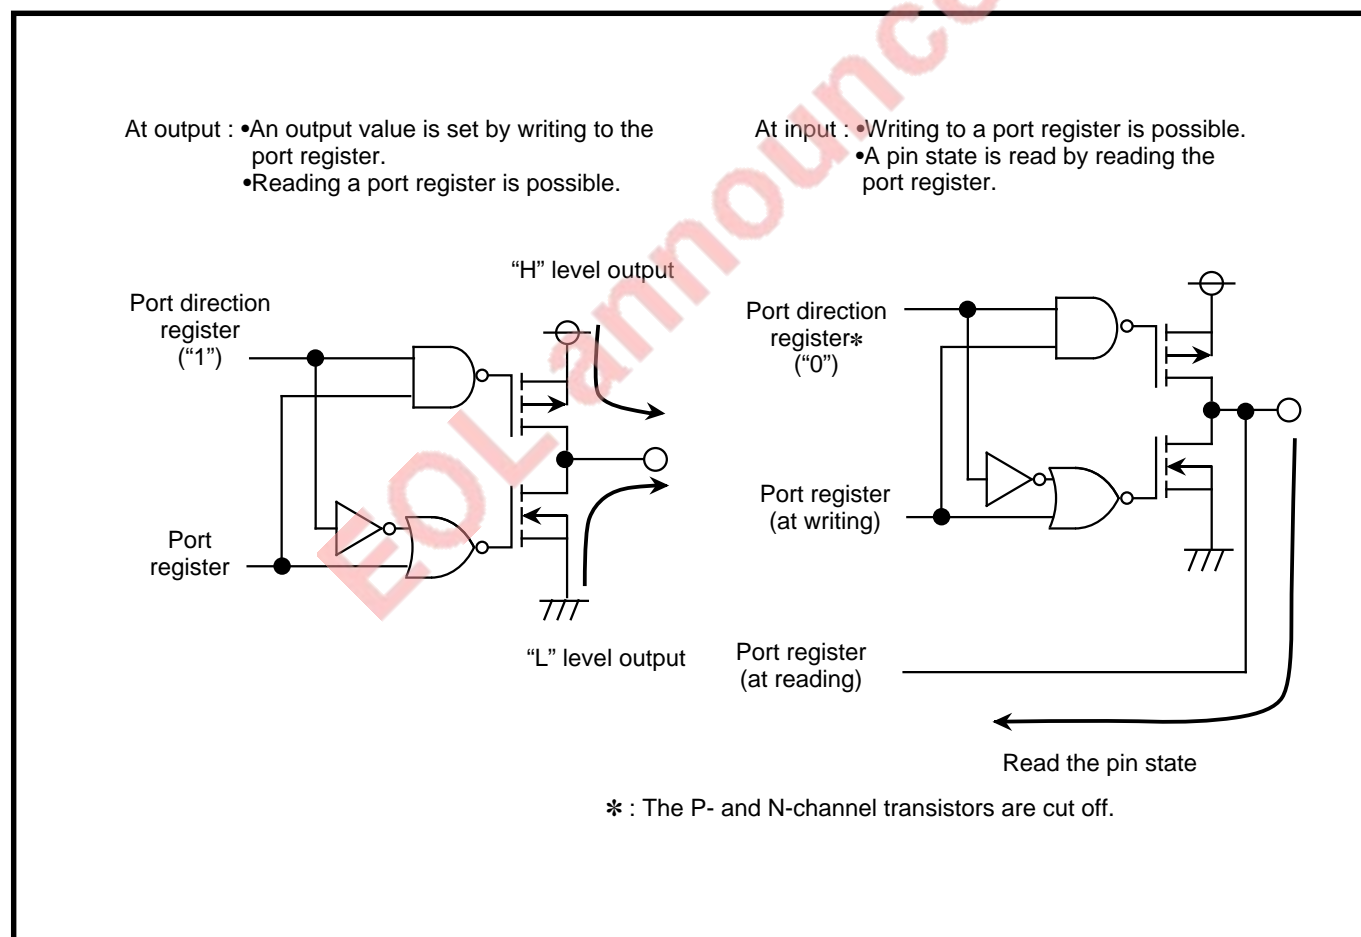 At output : •An output value is set by writing to the
port register.
•Reading a port register is possible.
At input : •Writing to a port register is possible.
•A pin state is read by reading the
port register.
“H” level output
Port direction
register
(“1”)
Port
register
“L” level output
Port direction
register✻
(“0”)
Port register
(at writing)
Port register
(at reading)
Read the pin state
✻ : The P- and N-channel transistors are cut off.
EOL announc